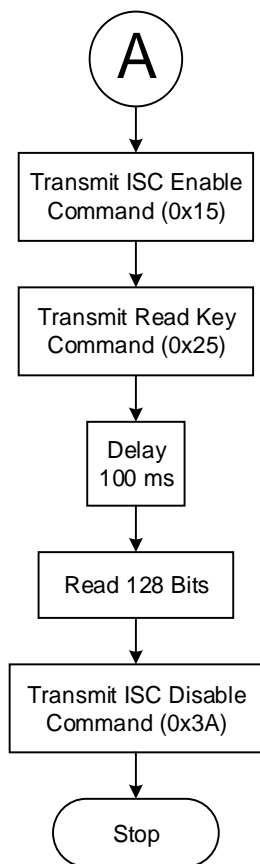 A
Transmit ISC Enable
Command (0x15)
Transmit Read Key
Command (0x25)
Delay
100 ms
Read 128 Bits
Transmit ISC Disable
Command (0x3A)
Stop